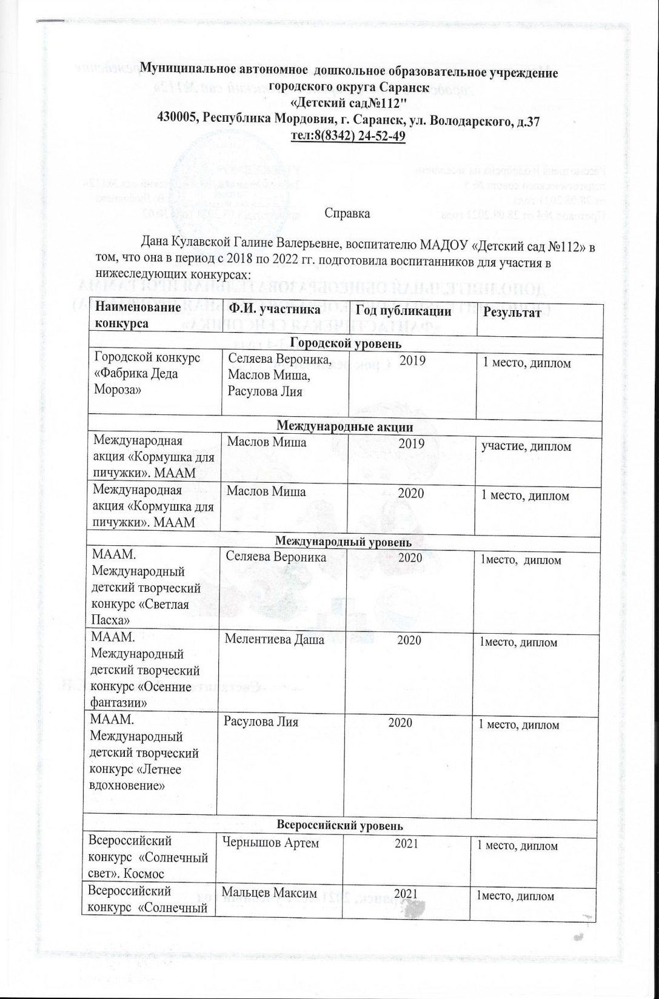 Муниципальное автономное  дошкольное образовательное учреждение
городского округа Саранск
«Детский сад№112"
430005, Республика Мордовия, г. Саранск, ул. Володарского, д.37
тел:8(8342) 24-52-49
Справка
Дана Кулавской Галине Валерьевне, воспитателю МАДОУ «Детский сад №112» в
том, что она в период с 2018 по 2022 гг. подготовила воспитанников для участия в
нижеследующих конкурсах:
Наименование
конкурса
Ф.И. участника
Год публикации
Результат
Городской уровень
Городской конкурс
«Фабрика Деда
Мороза»
Селяева Вероника,
Маслов Миша,
Расулова Лия
2019
1 место, диплом
Международные акции
Международная
акция «Кормушка для
пичужки». МААМ
Маслов Миша
2019
участие, диплом
Международная
акция «Кормушка для
пичужки». МААМ
Маслов Миша
2020
1 место, диплом
Международный уровень
МААМ.
Международный
детский творческий
конкурс «Светлая
Пасха»
Селяева Вероника
2020
1место,  диплом
МААМ.
Международный
детский творческий
конкурс «Осенние
фантазии»
Мелентиева Даша
2020
1место, диплом
МААМ.
Международный
детский творческий
конкурс «Летнее
вдохновение»
Расулова Лия
2020
1 место, диплом
Всероссийский уровень
Всероссийский
конкурс  «Солнечный
свет». Космос
Чернышов Артем
2021
1 место, диплом
Всероссийский
конкурс  «Солнечный
Мальцев Максим
2021
1место, диплом